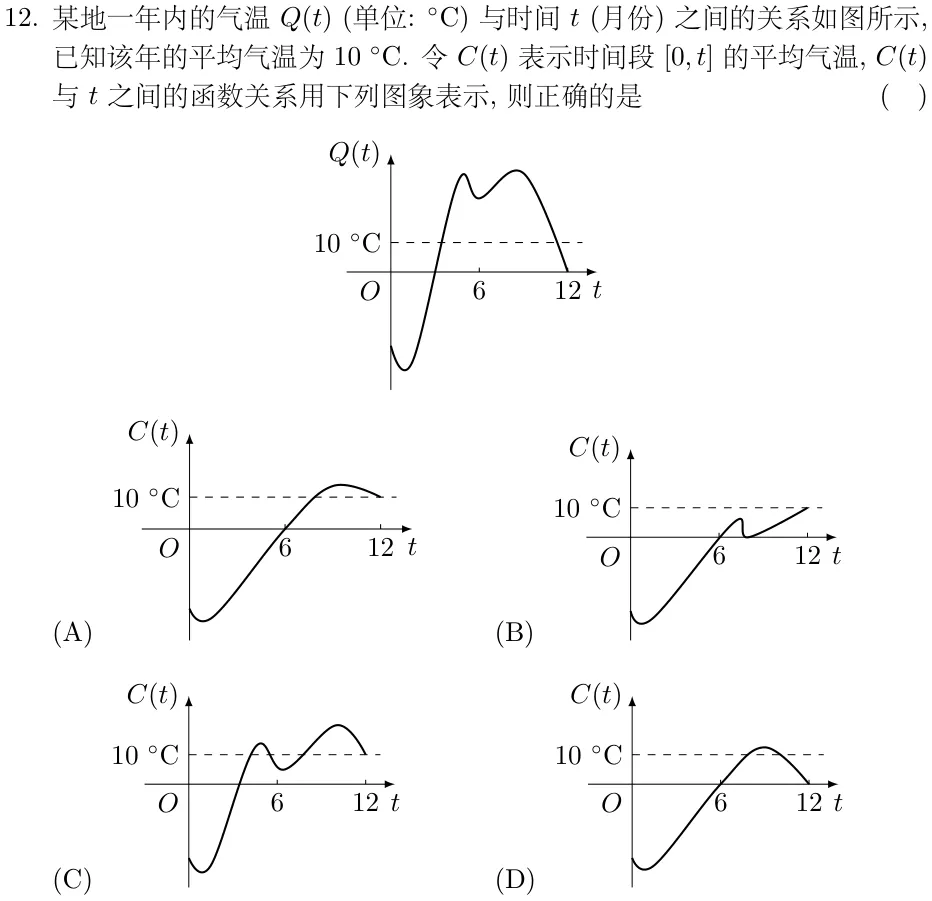 12. 某地一年内的气温 Q(t) (单位: °C) 与时间 t (月份) 之间的关系如图所示,
已知该年的平均气温为 10 °C. 令 C(t) 表示时间段 [0, t] 的平均气温, C(t)
与 t 之间的函数关系用下列图象表示, 则正确的是 ( )
Q(t)
10 °C
O 6 12 t
C(t)
10 °C
O 6 12 t
(A)
C(t)
10 °C
O 6 12 t
(B)
C(t)
10 °C
O 6 12 t
(C)
C(t)
10 °C
O 6 12 t
(D)